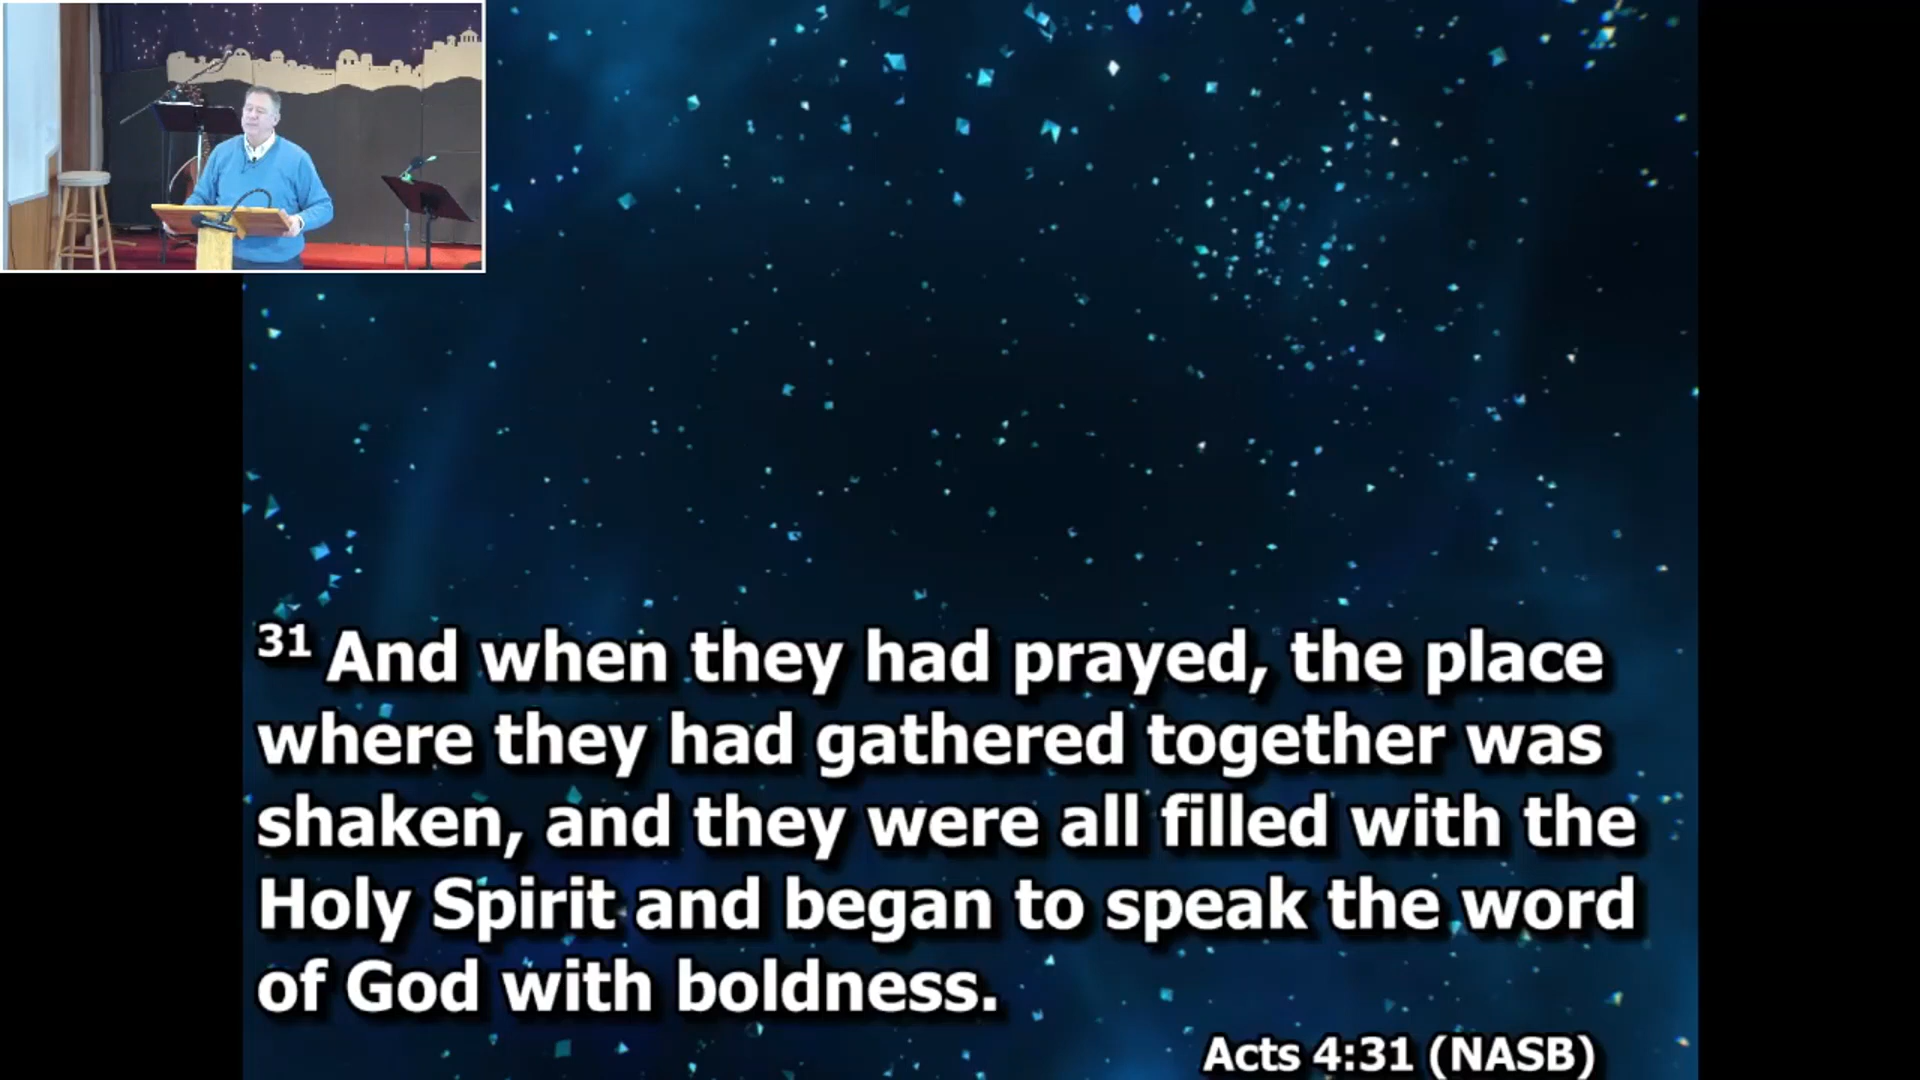 31 And when they had prayed, the place
where they had gathered together was
shaken, and they were all filled with the
Holy Spirit and began to speak the word
of God with boldness.
Acts 4:31 (NASB)